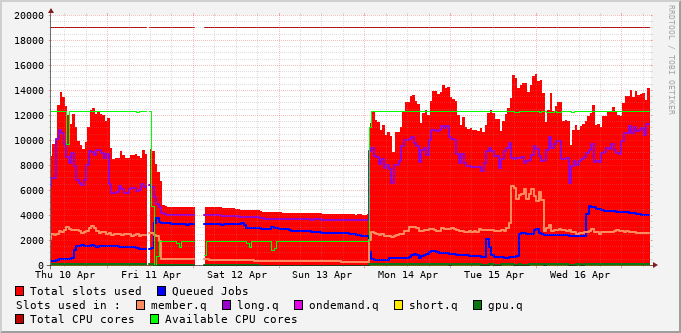 20000
18000
16000
14000
12000
10000
8000
6000
4000
2000
0
Thu 10 Apr Fri 11 Apr Sat 12 Apr Sun 13 Apr Mon 14 Apr Tue 15 Apr Wed 16 Apr
Total slots used Queued Jobs
Slots used in : member.q long.q ondemand.q short.q gpu.q
Total CPU cores Available CPU cores
RRDTOOL / TOBI OETIKER